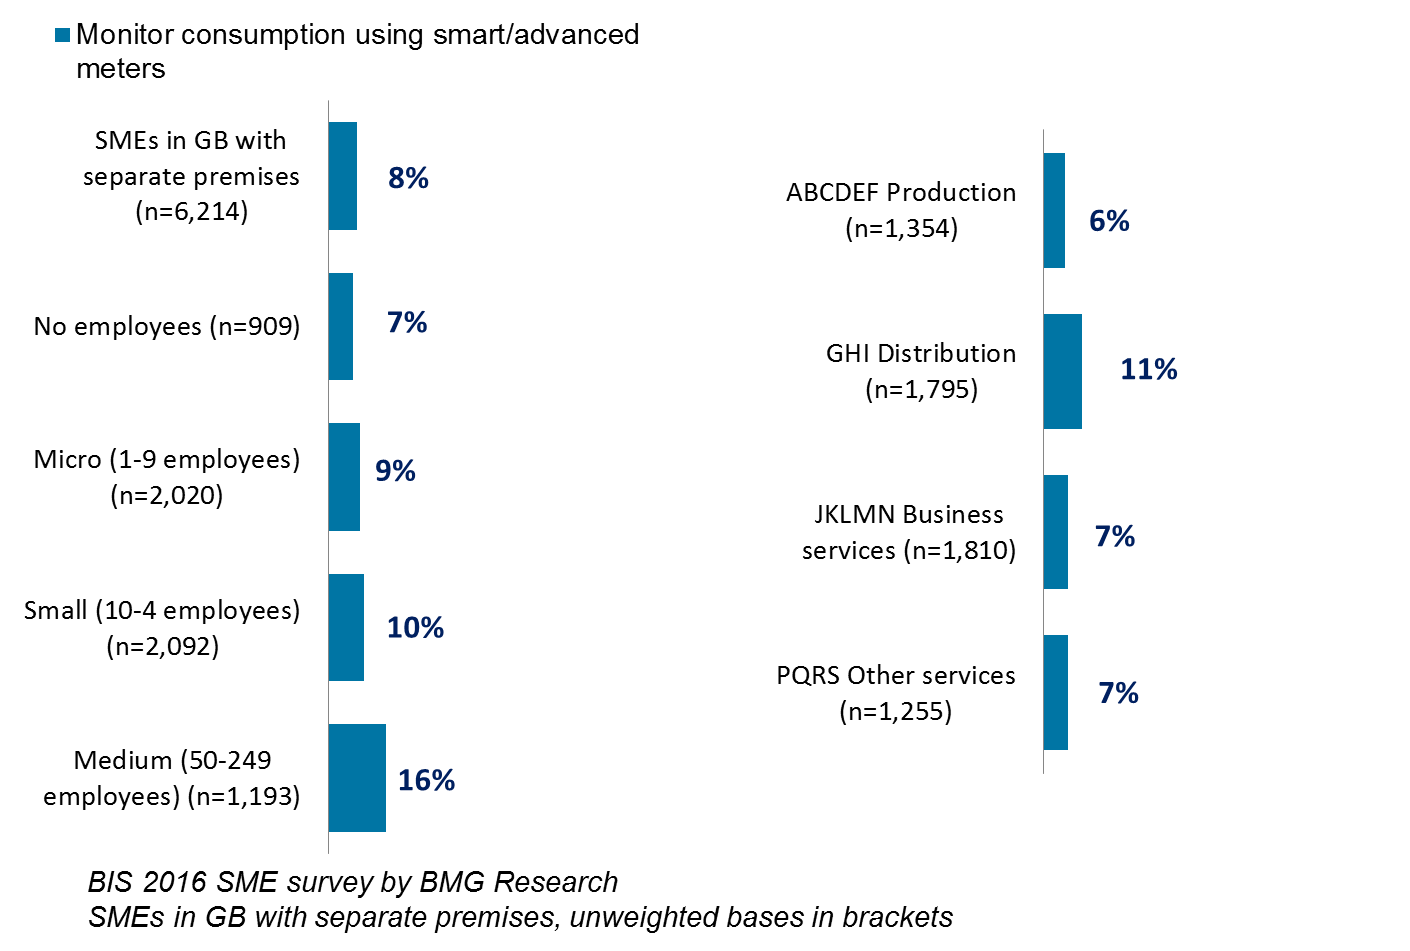 Monitor consumption using smart/advanced
meters
SMEs in GB with
separate premises
(n=6,214)
8%
No employees (n=909)
7%
Micro (1-9 employees)
(n=2,020)
9%
Small (10-4 employees)
(n=2,092)
10%
Medium (50-249
employees) (n=1,193)
16%
ABCDEF Production
(n=1,354)
6%
GHI Distribution
(n=1,795)
11%
JKLMN Business
services (n=1,810)
7%
PQRS Other services
(n=1,255)
7%
BIS 2016 SME survey by BMG Research
SMEs in GB with separate premises, unweighted bases in brackets